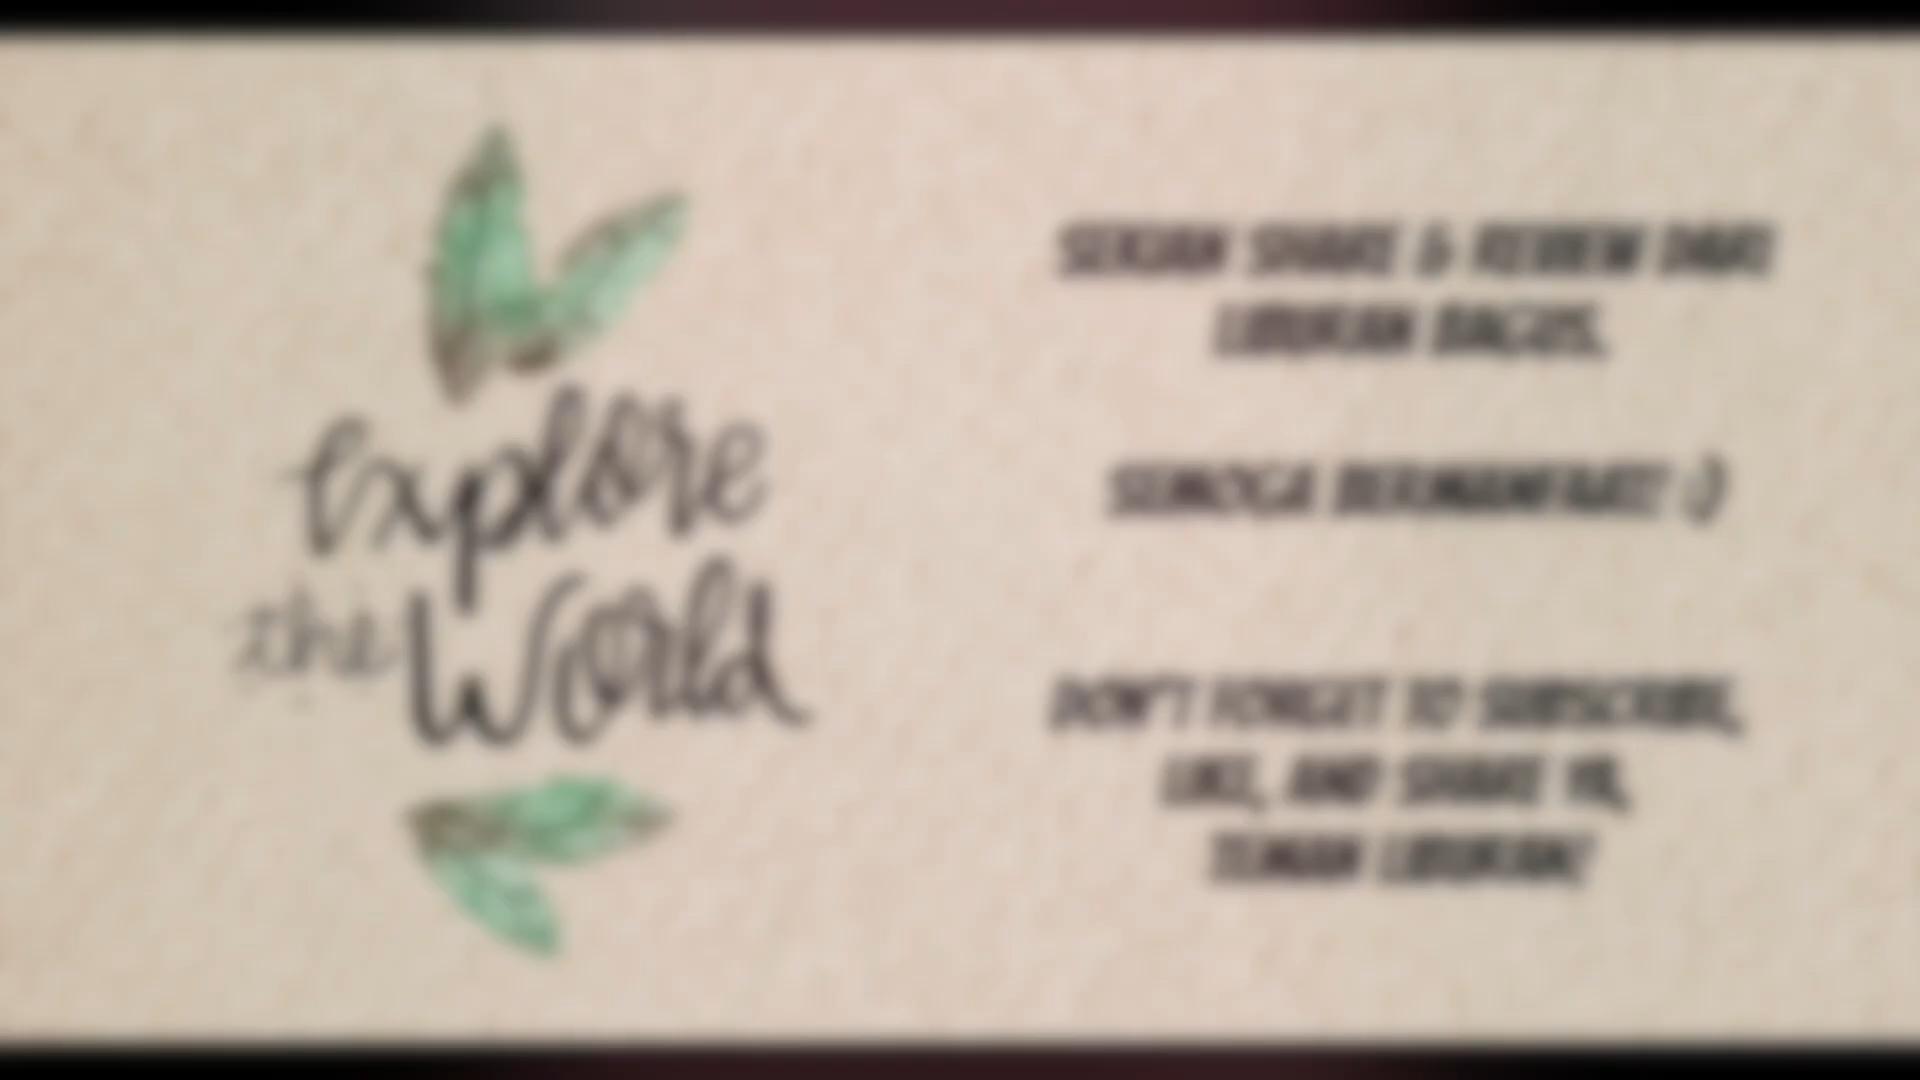 Explore
the World
SEKIAN SHARE & REVIEW DARI
LIBURAN BAGUS.
SEMOGA BERMANFAAT! :)
DON'T FORGET TO SUBSCRIBE,
LIKE, AND SHARE YA,
TEMAN LIBURAN!